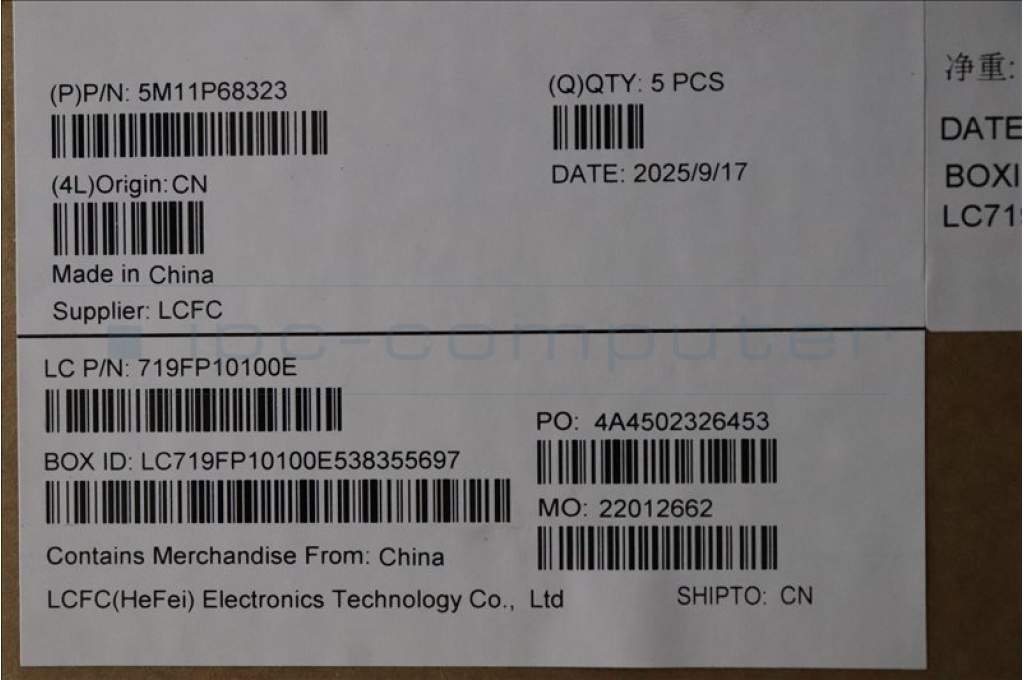 (P)P/N: 5M11P68323
(Q)QTY: 5 PCS
DATE: 2025/9/17
(4L)Origin: CN
Made in China
Supplier: LCFC
ipc-computer
LC P/N: 719FP10100E
BOX ID: LC719FP10100E538355697
PO: 4A4502326453
MO: 22012662
Contains Merchandise From: China
LCFC(HeFei) Electronics Technology Co., Ltd
SHIPTO: CN
净重:
DATE
BOXI
LC71